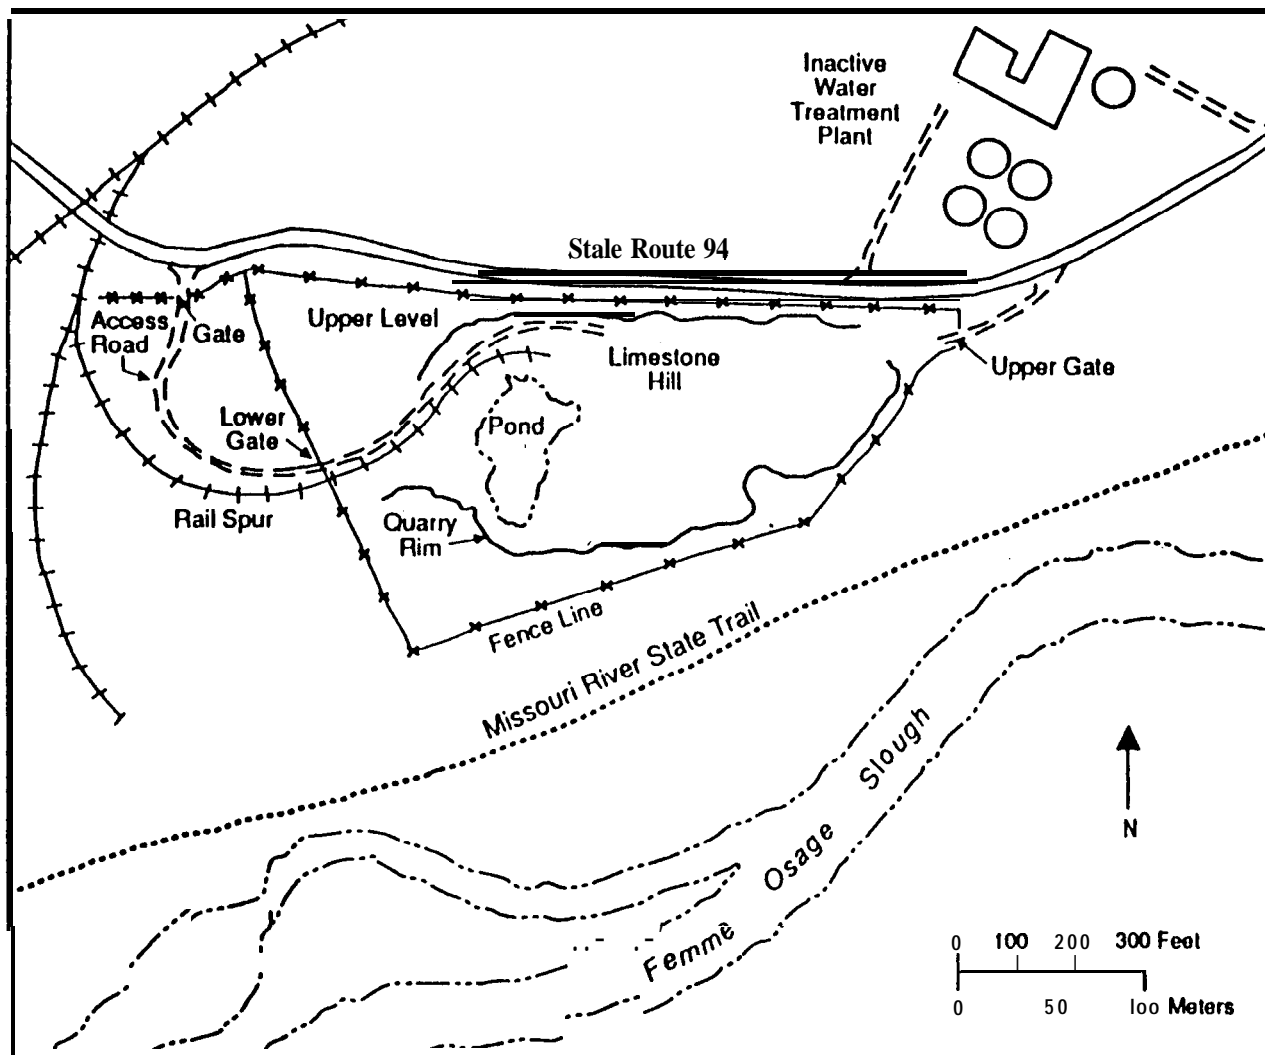 Inactive
Water
Treatment
Plant
Stale Route 94
Access
Road
Gate
Upper Level
Limestone
Hill
Upper Gate
Lower
Gate
Pond
Rail Spur
Quarry
Rim
Fence Line
Missouri River State Trail
Slough
Osage
Femme
N
0 100 200 300 Feet
0 50 100 Meters